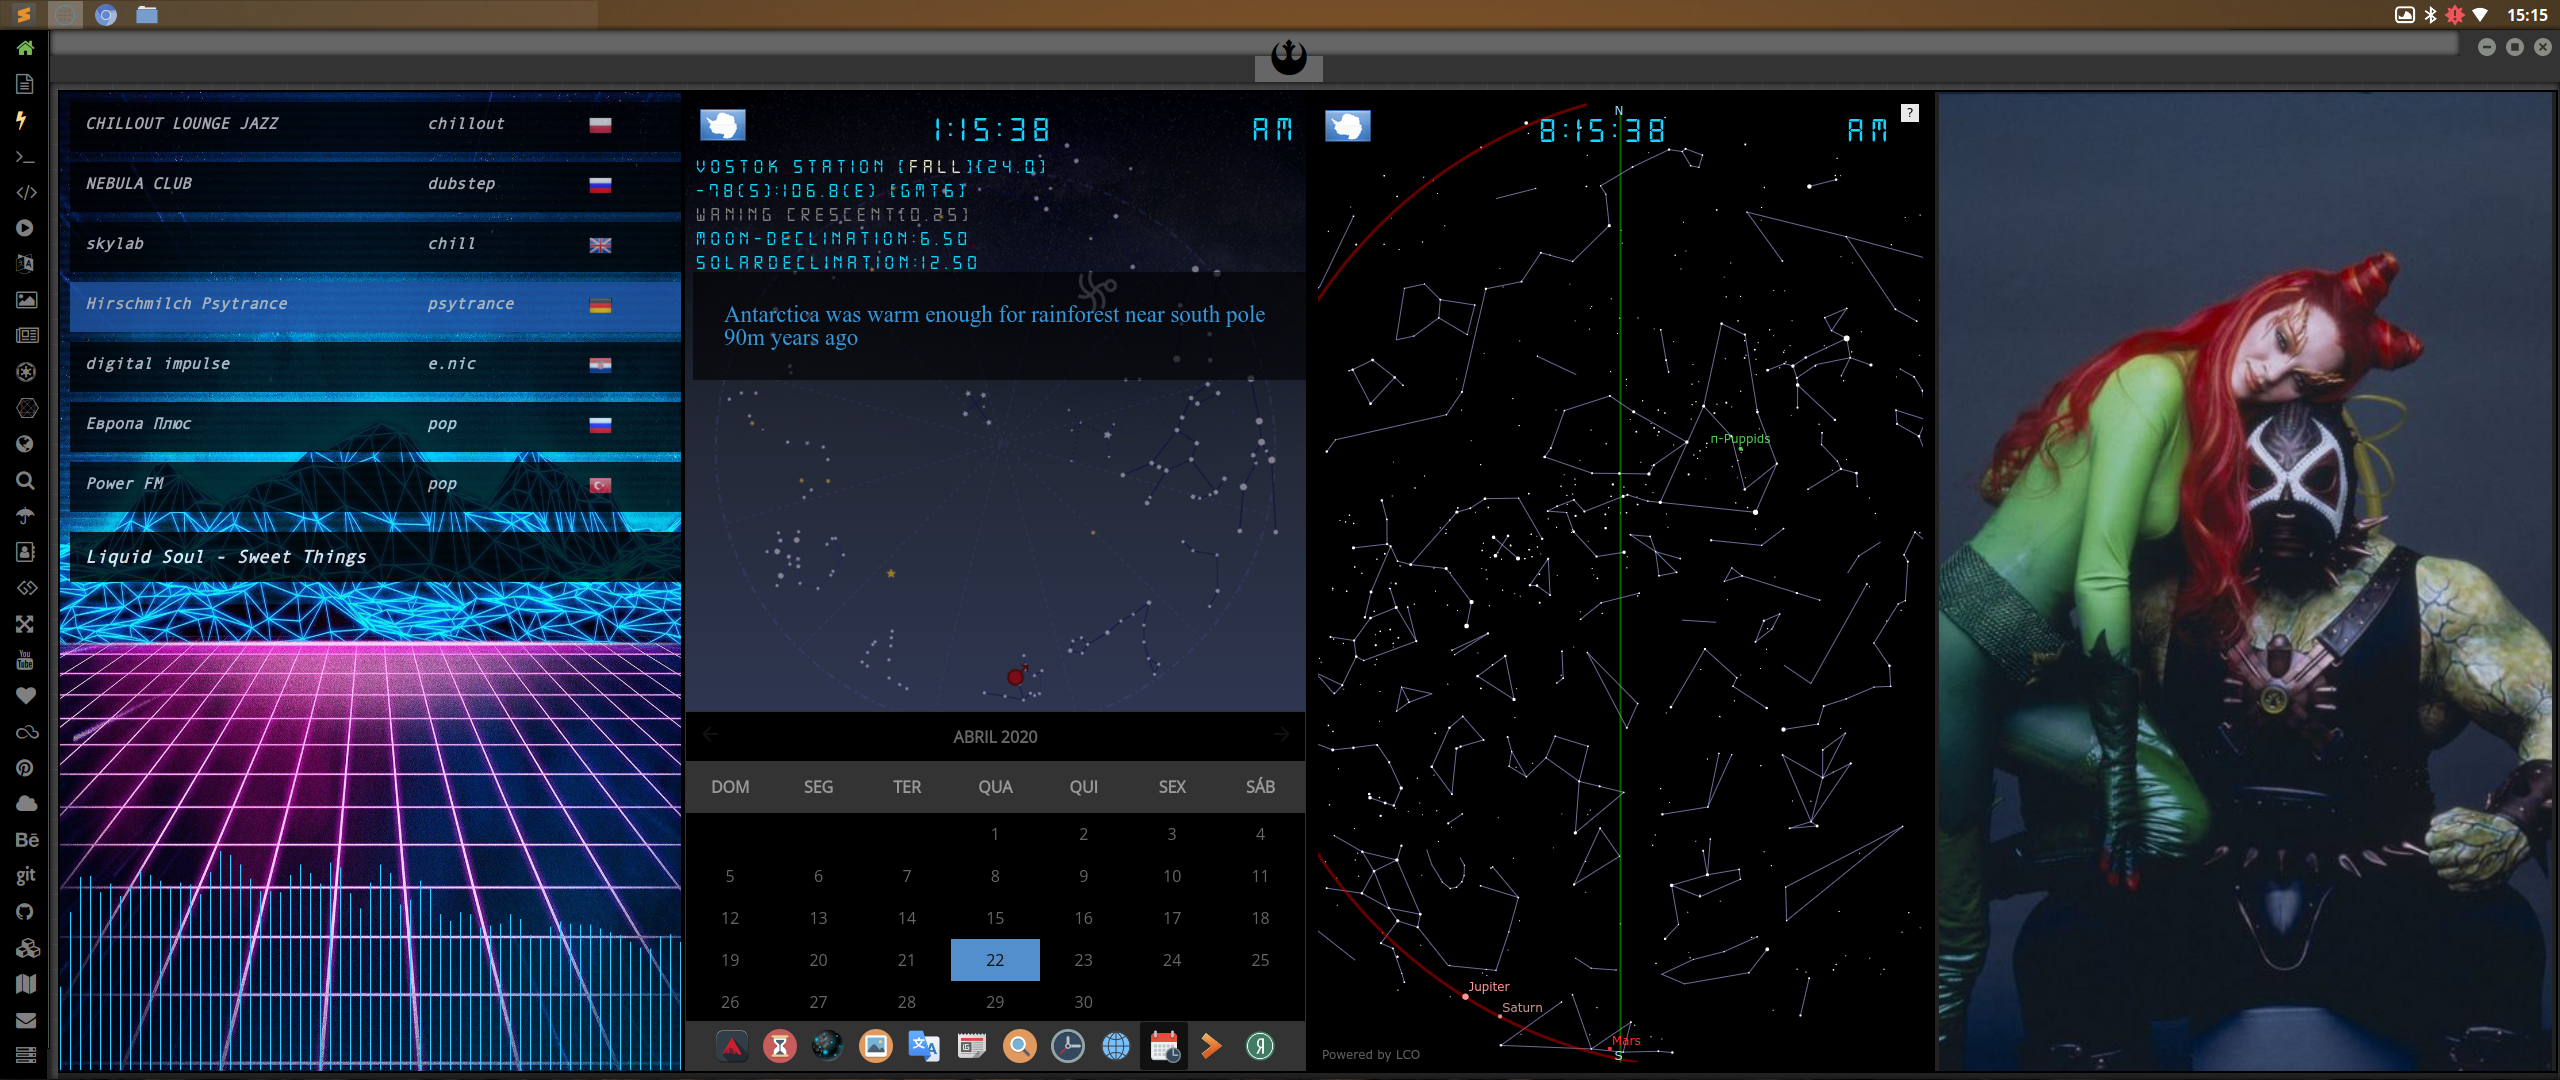 15:15
You
Tube
Bē
git
CHILLOUT LOUNGE JAZZ chillout
NEBULA CLUB dubstep
skylab chill
Hirschmilch Psytrance psytrance
digital impulse e.nic
Европа Плюс pop
Power FM pop
Liquid Soul - Sweet Things
1:15:38 AM
VOSTOK STATION [FALL]{24.0}
-78(S):106.8(E) [GMT6]
WANING CRESCENT{0.25}
MOON-DECLINATION:6.50
SOLARDECLINATION:12.50
Antarctica was warm enough for rainforest near south pole
90m years ago
ABRIL 2020
DOM SEG TER QUA QUI SEX SÁB
1 2 3 4
5 6 7 8 9 10 11
12 13 14 15 16 17 18
19 20 21 22 23 24 25
26 27 28 29 30
N
?
8:15:38 AM
π-Puppids
Jupiter
Saturn
Mars
S
Powered by LCO